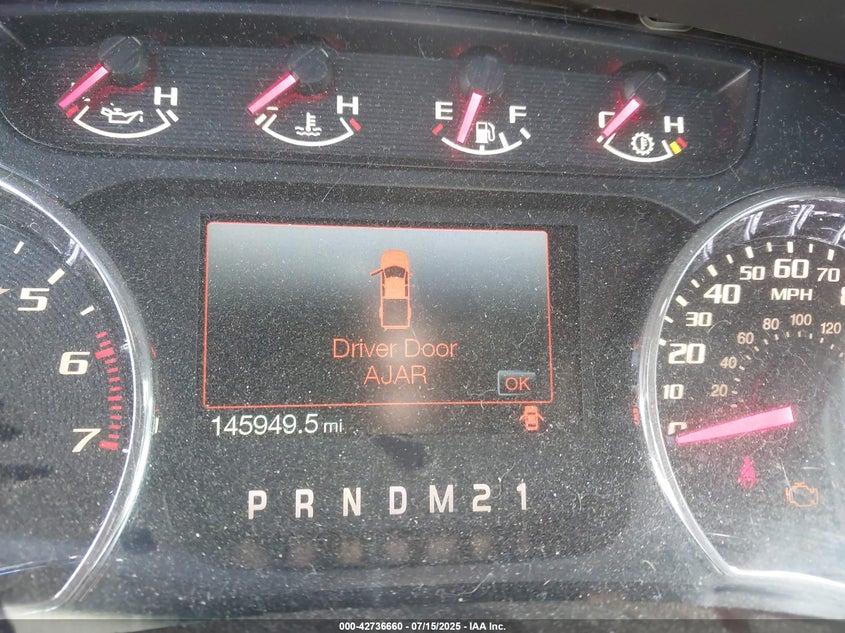 H H E F C H
Driver Door
AJAR
OK
145949.5 mi
P R N D M 2 1
5
6
7
0 10 20 30 40 50 60 70
MPH
20 40 60 80 100 120
000-42736660 - 07/15/2025 - IAA Inc.